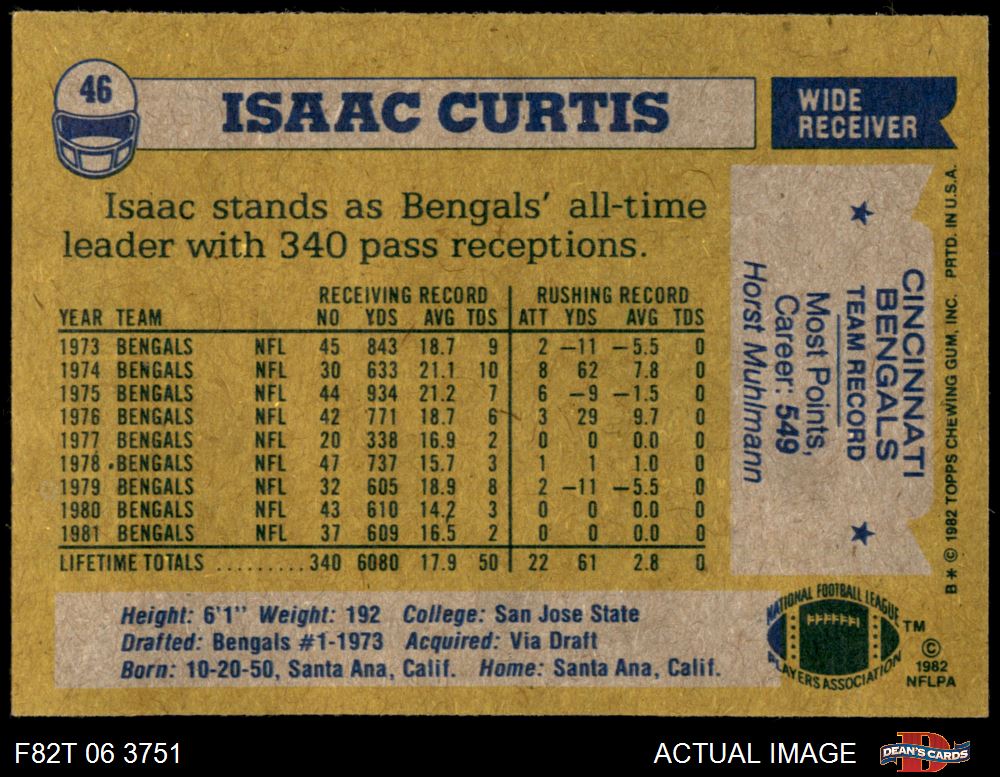 46
ISAAC CURTIS
WIDE
RECEIVER
Isaac stands as Bengals' all-time
leader with 340 pass receptions.
RECEIVING RECORD RUSHING RECORD
YEAR TEAM NO YDS AVG TDS ATT YDS AVG TDS
1973 BENGALS NFL 45 843 18.7 9 2 –11 –5.5 0
1974 BENGALS NFL 30 633 21.1 10 8 62 7.8 0
1975 BENGALS NFL 44 934 21.2 7 6 –9 –1.5 0
1976 BENGALS NFL 42 771 18.7 6 3 29 9.7 0
1977 BENGALS NFL 20 338 16.9 2 0 0 0.0 0
1978 BENGALS NFL 47 737 15.7 3 1 1 1.0 0
1979 BENGALS NFL 32 605 18.9 8 2 –11 –5.5 0
1980 BENGALS NFL 43 610 14.2 3 0 0 0.0 0
1981 BENGALS NFL 37 609 16.5 2 0 0 0.0 0
LIFETIME TOTALS ......... 340 6080 17.9 50 22 61 2.8 0
CINCINNATI
BENGALS
TEAM RECORD
Most Points,
Career: 549
Horst Muhlmann
B * © 1982 TOPPS CHEWING GUM, INC. PRTD. IN U.S.A.
Height: 6'1" Weight: 192 College: San Jose State
Drafted: Bengals #1-1973 Acquired: Via Draft
Born: 10-20-50, Santa Ana, Calif. Home: Santa Ana, Calif.
NATIONAL FOOTBALL LEAGUE
PLAYERS ASSOCIATION
TM
©
1982
NFLPA
F82T 06 3751
ACTUAL IMAGE
DEAN'S CARDS